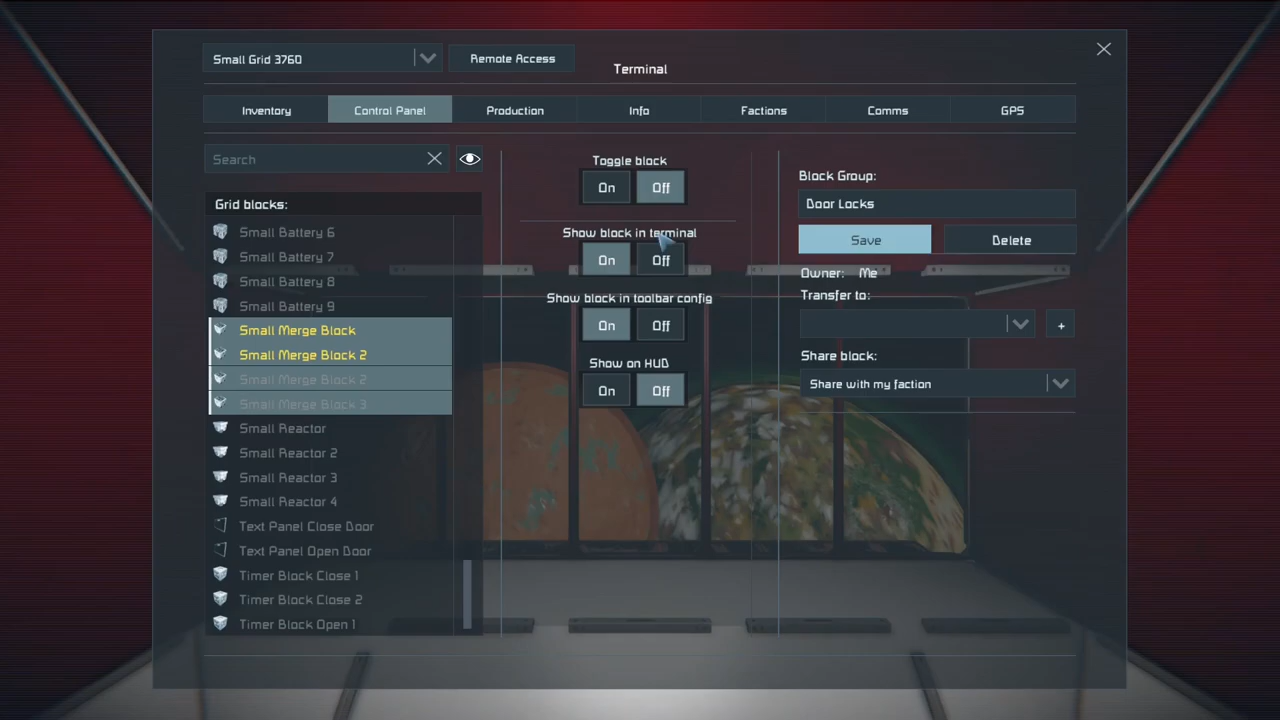 Small Grid 3760
Remote Access
Terminal
Inventory
Control Panel
Production
Info
Factions
Comms
GPS
Search
Grid blocks:
Small Battery 6
Small Battery 7
Small Battery 8
Small Battery 9
Small Merge Block
Small Merge Block 2
Small Merge Block 2
Small Merge Block 3
Small Reactor
Small Reactor 2
Small Reactor 3
Small Reactor 4
Text Panel Close Door
Text Panel Open Door
Timer Block Close 1
Timer Block Close 2
Timer Block Open 1
Toggle block
On Off
Show block in terminal
On Off
Show block in toolbar config
On Off
Show on HUD
On Off
Block Group:
Door Locks
Save Delete
Owner: Me
Transfer to:
+
Share block:
Share with my faction